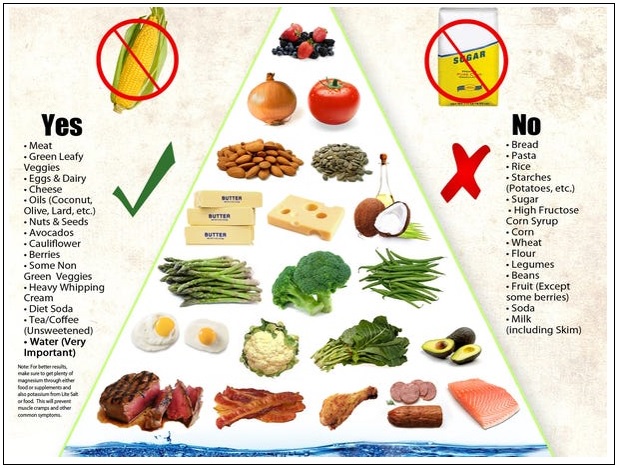 SUGAR
Yes
• Meat
• Green Leafy
Veggies
• Eggs & Dairy
• Cheese
• Oils (Coconut,
Olive, Lard, etc.)
• Nuts & Seeds
• Avocados
• Cauliflower
• Berries
• Some Non
Green Veggies
• Heavy Whipping
Cream
• Diet Soda
• Tea/Coffee
(Unsweetened)
• Water (Very
Important)
Note: For better results,
make sure to get plenty of
magnesium through either
food or supplements and
also potassium from Lite Salt
or food. This will prevent
muscle cramps and other
common symptoms.
BUTTER
BUTTER
BUTTER
No
• Bread
• Pasta
• Rice
• Starches
(Potatoes, etc.)
• Sugar
• High Fructose
Corn Syrup
• Corn
• Wheat
• Flour
• Legumes
• Beans
• Fruit (Except
some berries)
• Soda
• Milk
(including Skim)